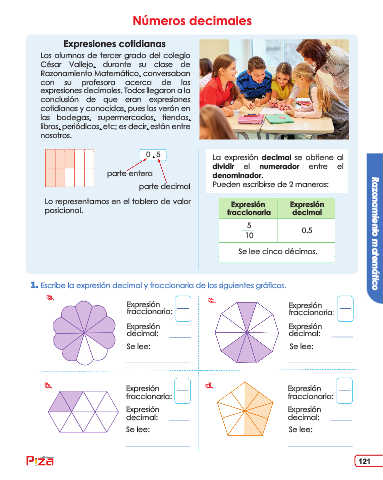 Números decimales
Expresiones cotidianas
Los alumnos de tercer grado del colegio
César Vallejo, durante su clase de
Razonamiento Matemático, conversaban
con su profesora acerca de las
expresiones decimales. Todos llegaron a la
conclusión de que eran expresiones
cotidianas y conocidas, pues las verán en
las bodegas, supermercados, tiendas,
libros, periódicos, etc; es decir, están entre
nosotros.
0 , 5
parte entera
parte decimal
Lo representamos en el tablero de valor
posicional.
La expresión decimal se obtiene al
dividir el numerador entre el
denominador.
Pueden escribirse de 2 maneras:
Expresión fraccionaria
Expresión decimal
5
10
0,5
Se lee cinco décimos.
Razonamiento matemático
1. Escribe la expresión decimal y fraccionaria de los siguientes gráficos.
a.
Expresión
fraccionaria:
Expresión
decimal:
Se lee:
c.
Expresión
fraccionaria:
Expresión
decimal:
Se lee:
b.
Expresión
fraccionaria:
Expresión
decimal:
Se lee:
d.
Expresión
fraccionaria:
Expresión
decimal:
Se lee:
Piza
121